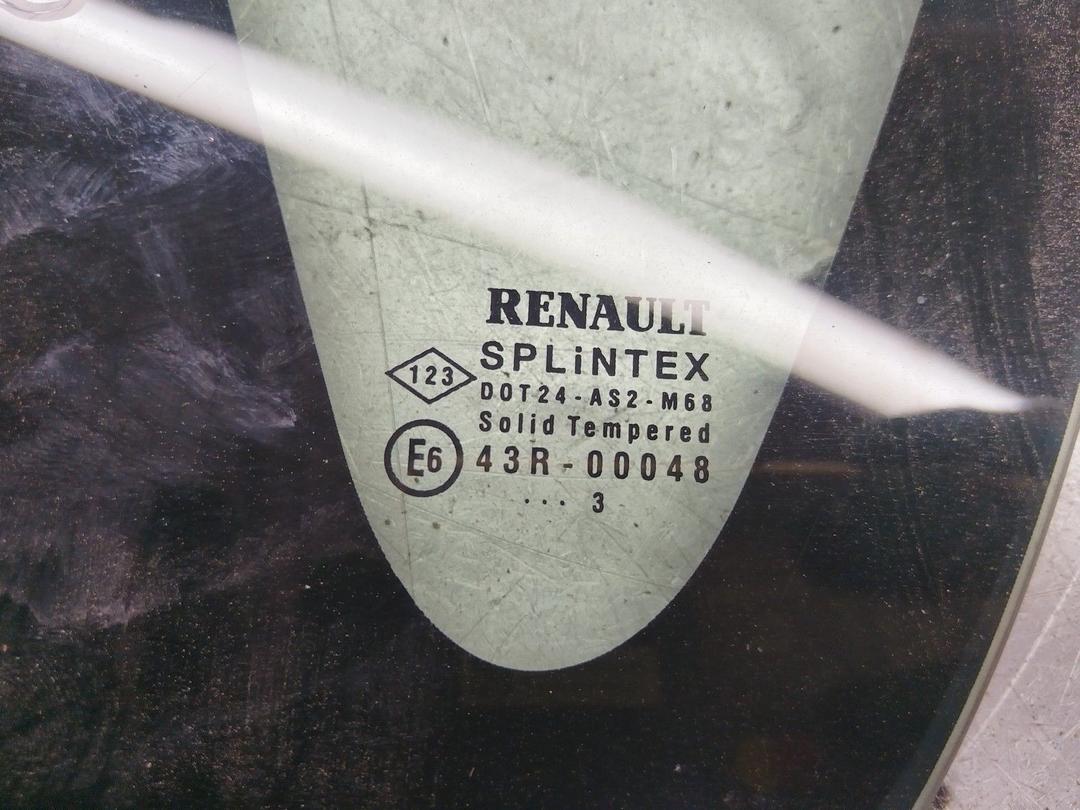 RENAULT
SPLiNTEX
123
DOT24-AS2-M68
Solid Tempered
E6 43R-00048
... 3